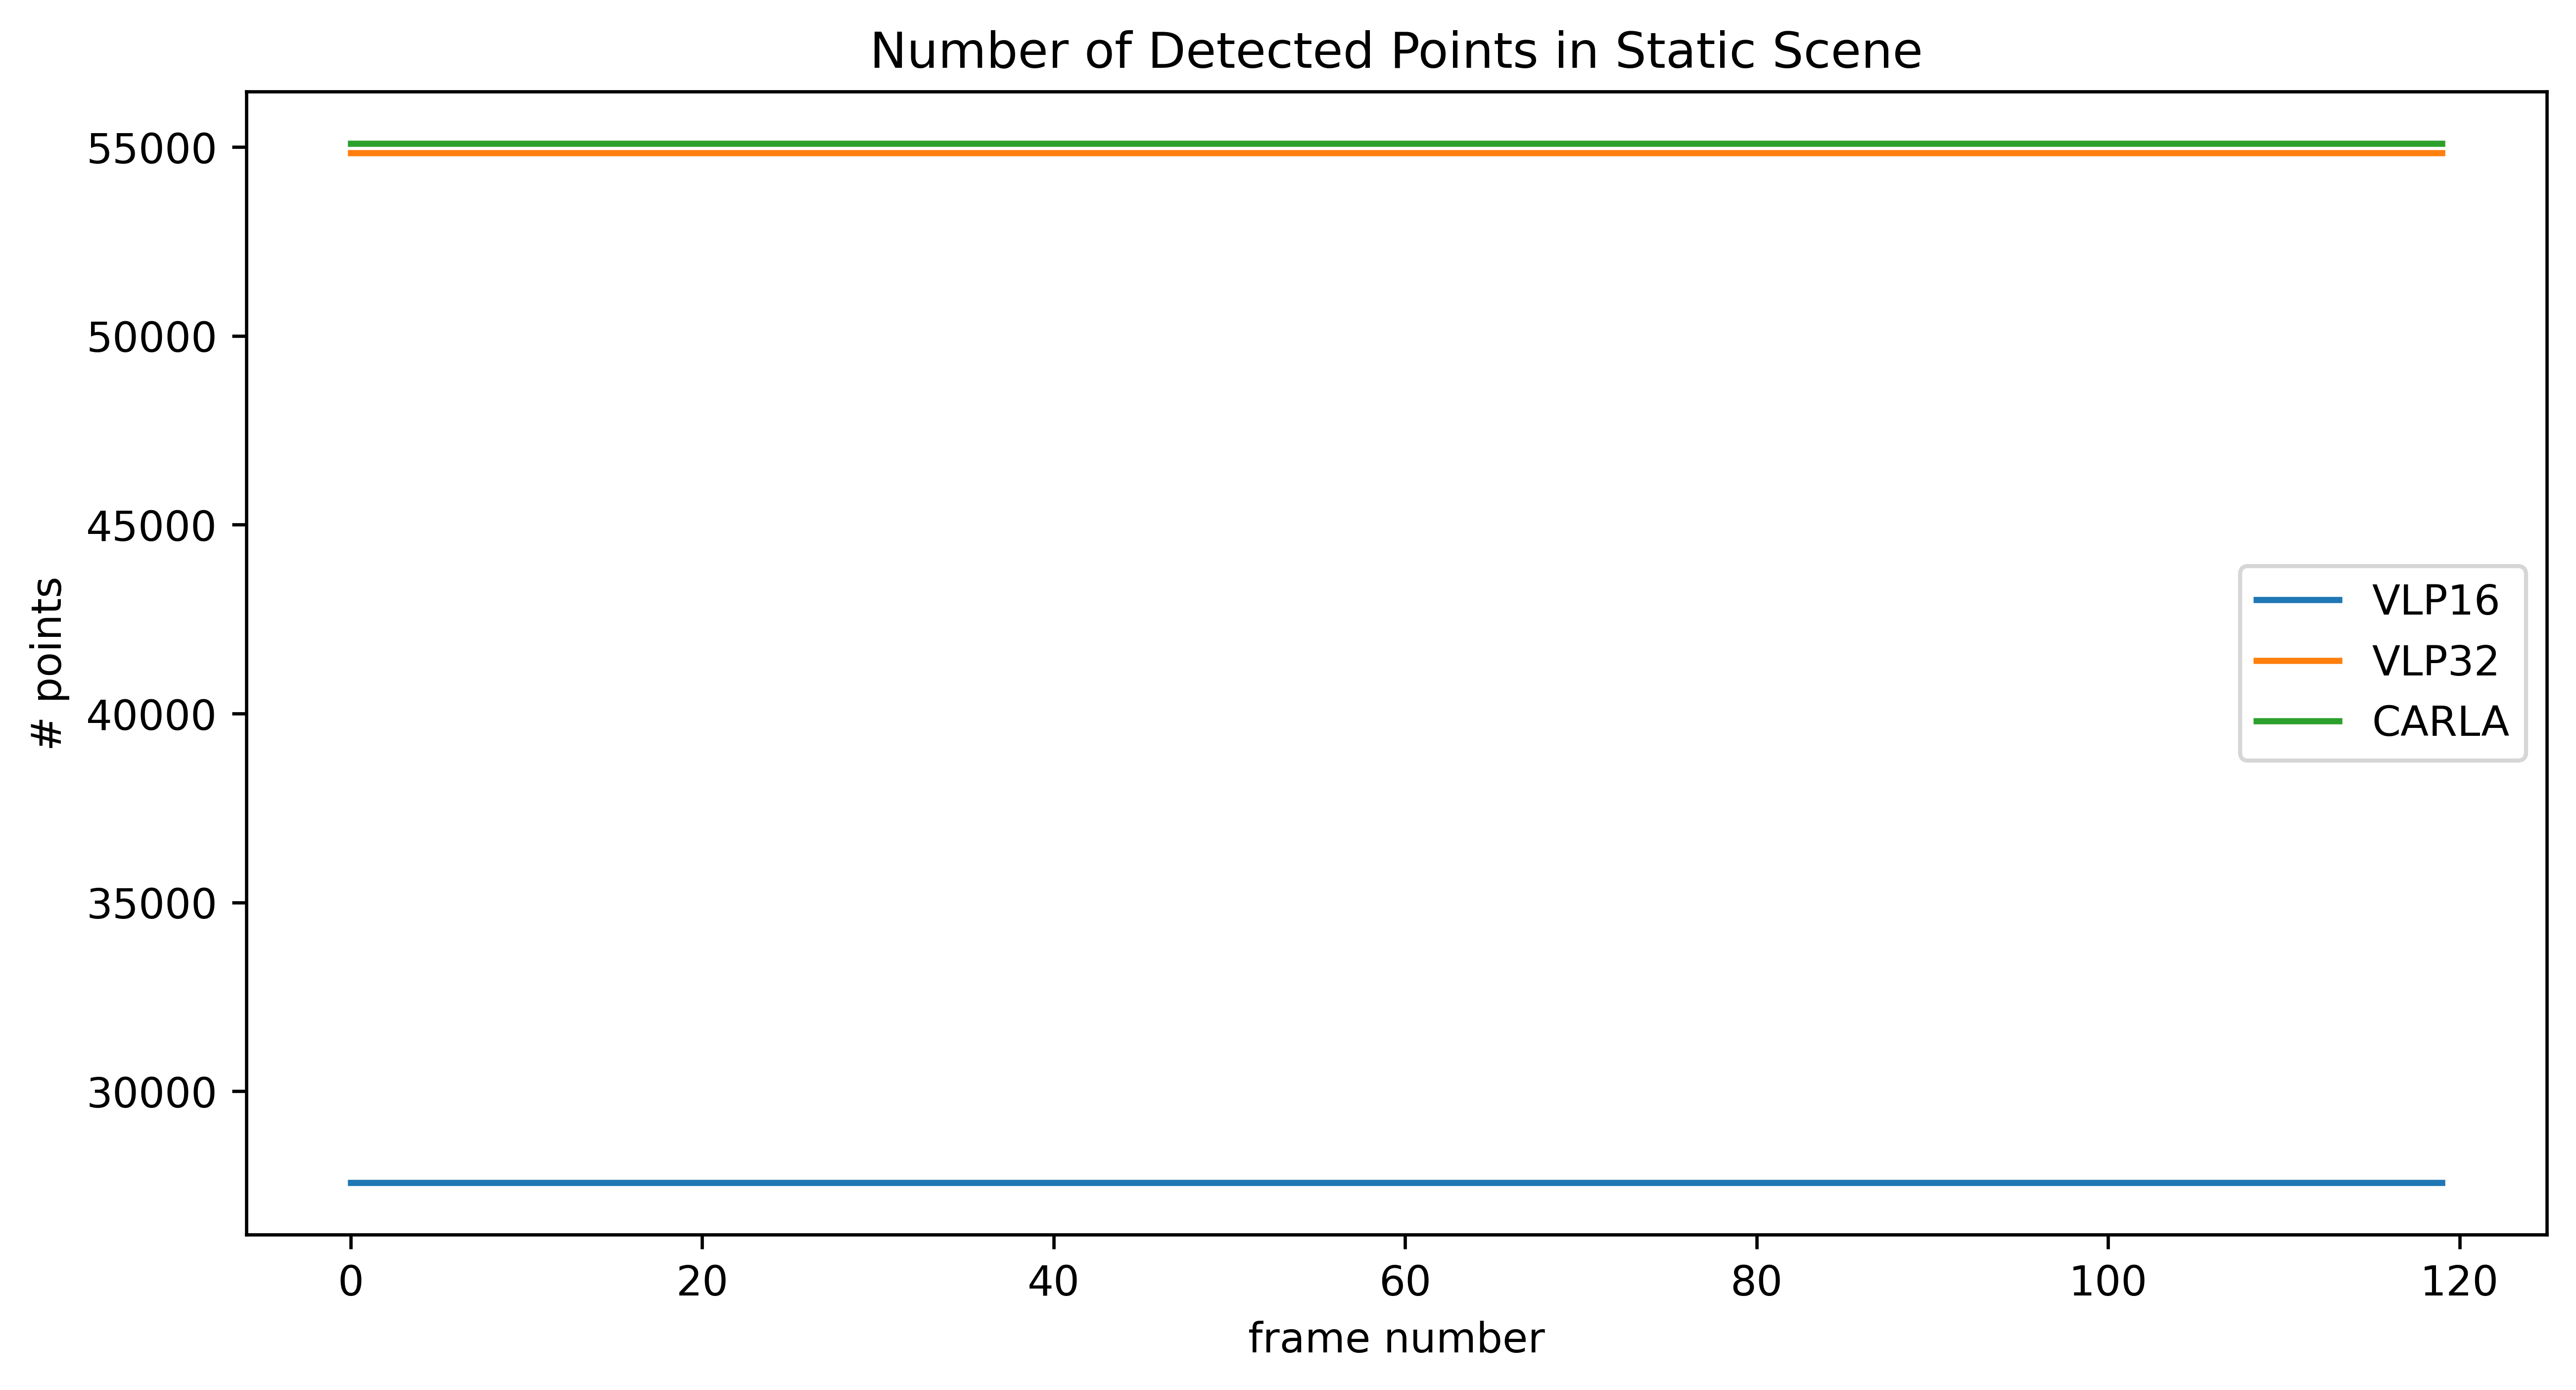 Number of Detected Points in Static Scene
55000
50000
45000
40000
35000
30000
# points
VLP16
VLP32
CARLA
0 20 40 60 80 100 120
frame number